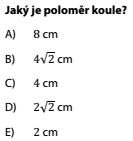 Jaký je poloměr koule?
A) 8 cm
B) 4√2 cm
C) 4 cm
D) 2√2 cm
E) 2 cm